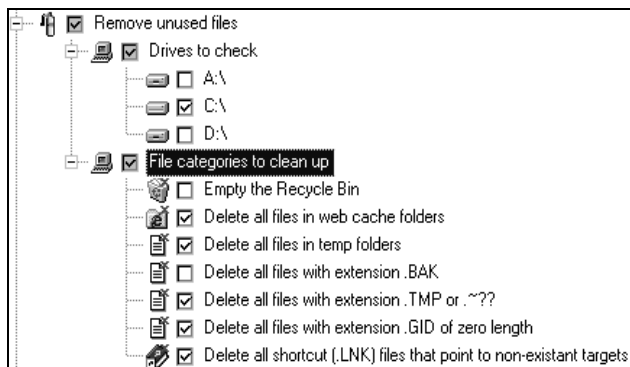 Remove unused files
Drives to check
A:\
C:\
D:\
File categories to clean up
Empty the Recycle Bin
Delete all files in web cache folders
Delete all files in temp folders
Delete all files with extension .BAK
Delete all files with extension .TMP or .~??
Delete all files with extension .GID of zero length
Delete all shortcut (.LNK) files that point to non-existant targets